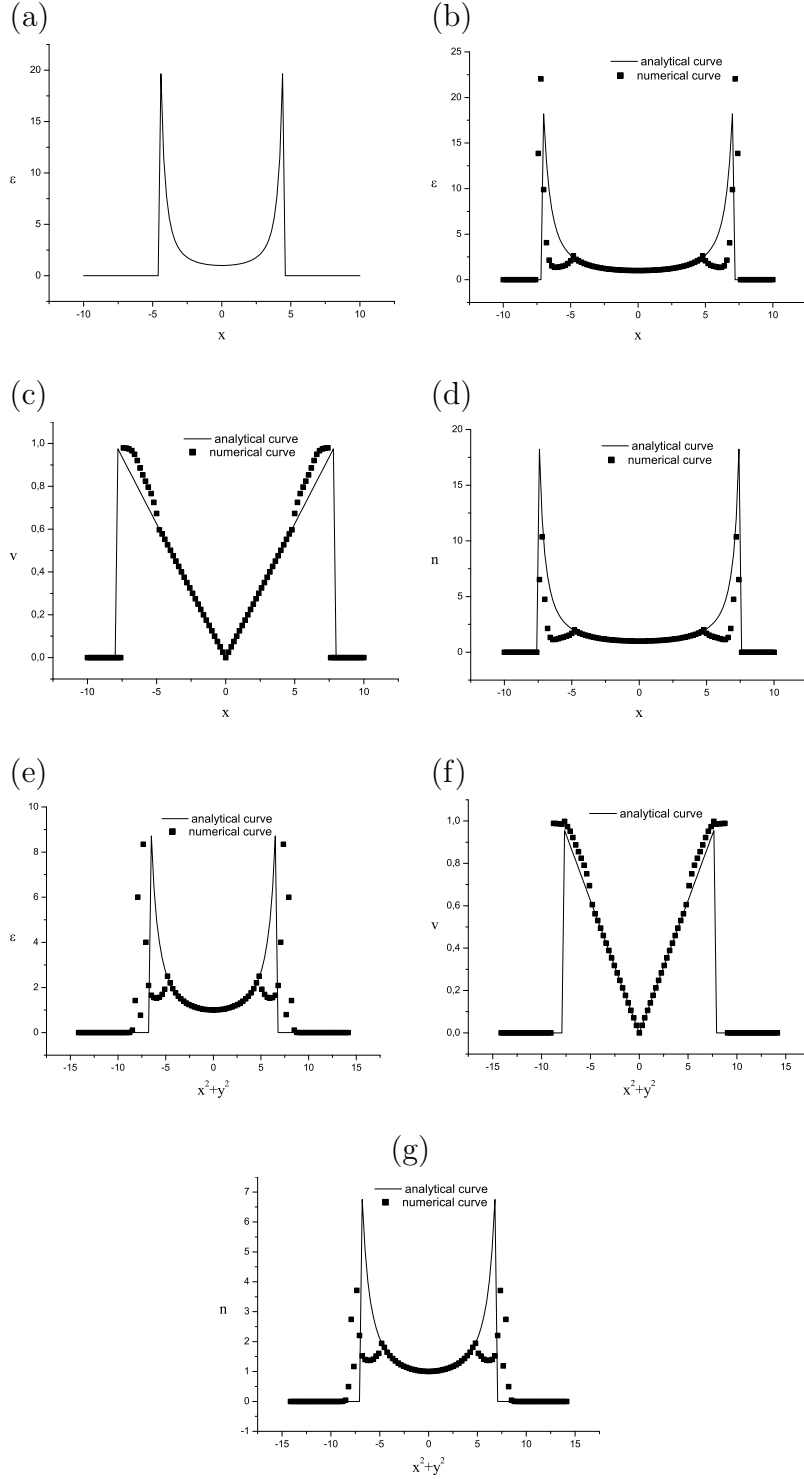 (a)
20
15
10
5
0
ε
-10 -5 0 5 10
x
(b)
25
20
15
10
5
0
ε
analytical curve
numerical curve
-10 -5 0 5 10
x
(c)
1,0
0,8
0,6
0,4
0,2
0,0
v
analytical curve
numerical curve
-10 -5 0 5 10
x
(d)
20
15
10
5
0
n
analytical curve
numerical curve
-10 -5 0 5 10
x
(e)
10
8
6
4
2
0
ε
analytical curve
numerical curve
-15 -10 -5 0 5 10 15
x²+y²
(f)
1,0
0,8
0,6
0,4
0,2
0,0
v
analytical curve
-15 -10 -5 0 5 10 15
x²+y²
(g)
7
6
5
4
3
2
1
0
-1
n
analytical curve
numerical curve
-15 -10 -5 0 5 10 15
x²+y²